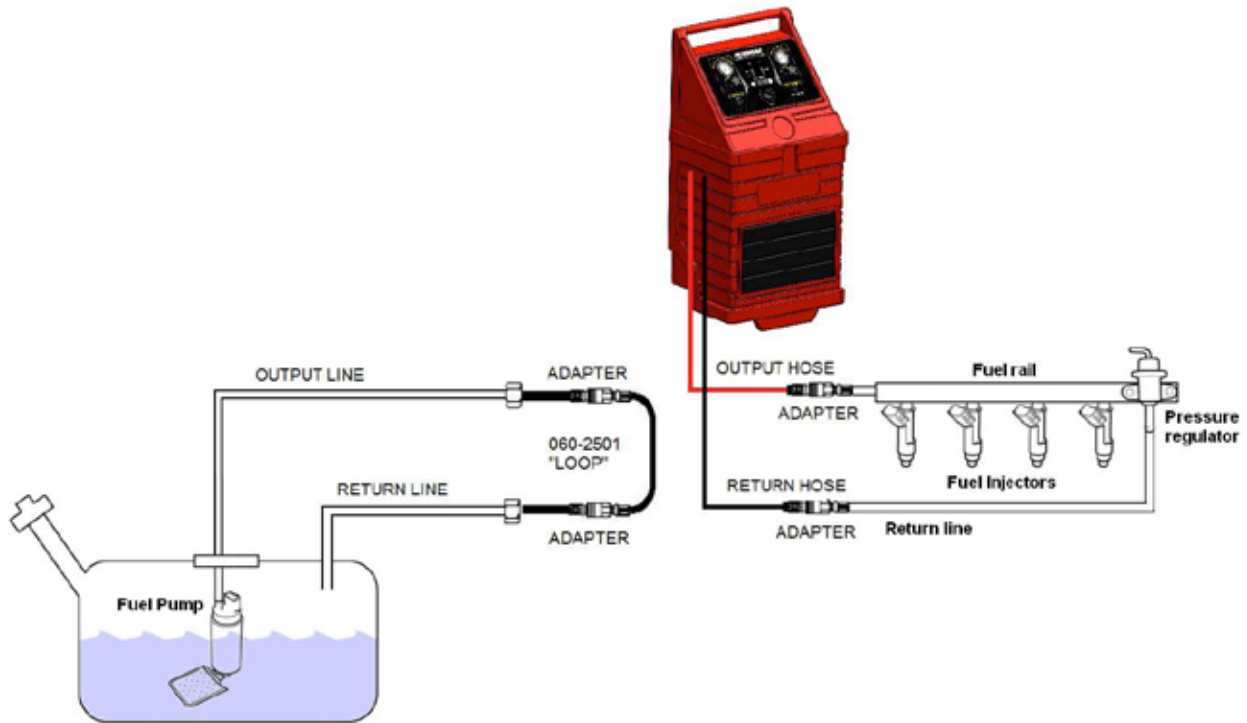 OUTPUT LINE
ADAPTER
060-2501
"LOOP"
RETURN LINE
ADAPTER
Fuel Pump
OUTPUT HOSE
ADAPTER
Fuel rail
Pressure
regulator
Fuel Injectors
RETURN HOSE
ADAPTER
Return line